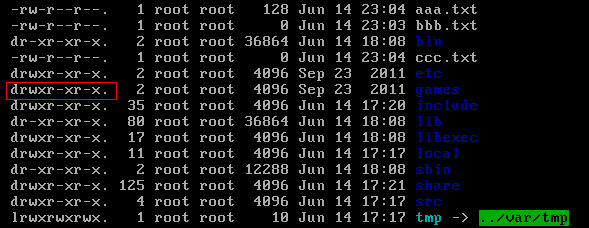 -rw-r--r--. 1 root root 128 Jun 14 23:04 aaa.txt
-rw-r--r--. 1 root root 0 Jun 14 23:03 bbb.txt
dr-xr-xr-x. 2 root root 36864 Jun 14 18:08 bin
-rw-r--r--. 1 root root 0 Jun 14 23:04 ccc.txt
drwxr-xr-x. 2 root root 4096 Sep 23 2011 etc
drwxr-xr-x. 2 root root 4096 Sep 23 2011 games
drwxr-xr-x. 35 root root 4096 Jun 14 17:20 include
dr-xr-xr-x. 80 root root 36864 Jun 14 18:08 lib
drwxr-xr-x. 17 root root 4096 Jun 14 18:08 libexec
drwxr-xr-x. 11 root root 4096 Jun 14 17:17 local
dr-xr-xr-x. 2 root root 12288 Jun 14 18:08 sbin
drwxr-xr-x. 125 root root 4096 Jun 14 17:21 share
drwxr-xr-x. 4 root root 4096 Jun 14 17:17 src
lrwxrwxrwx. 1 root root 10 Jun 14 17:17 tmp -> ../var/tmp